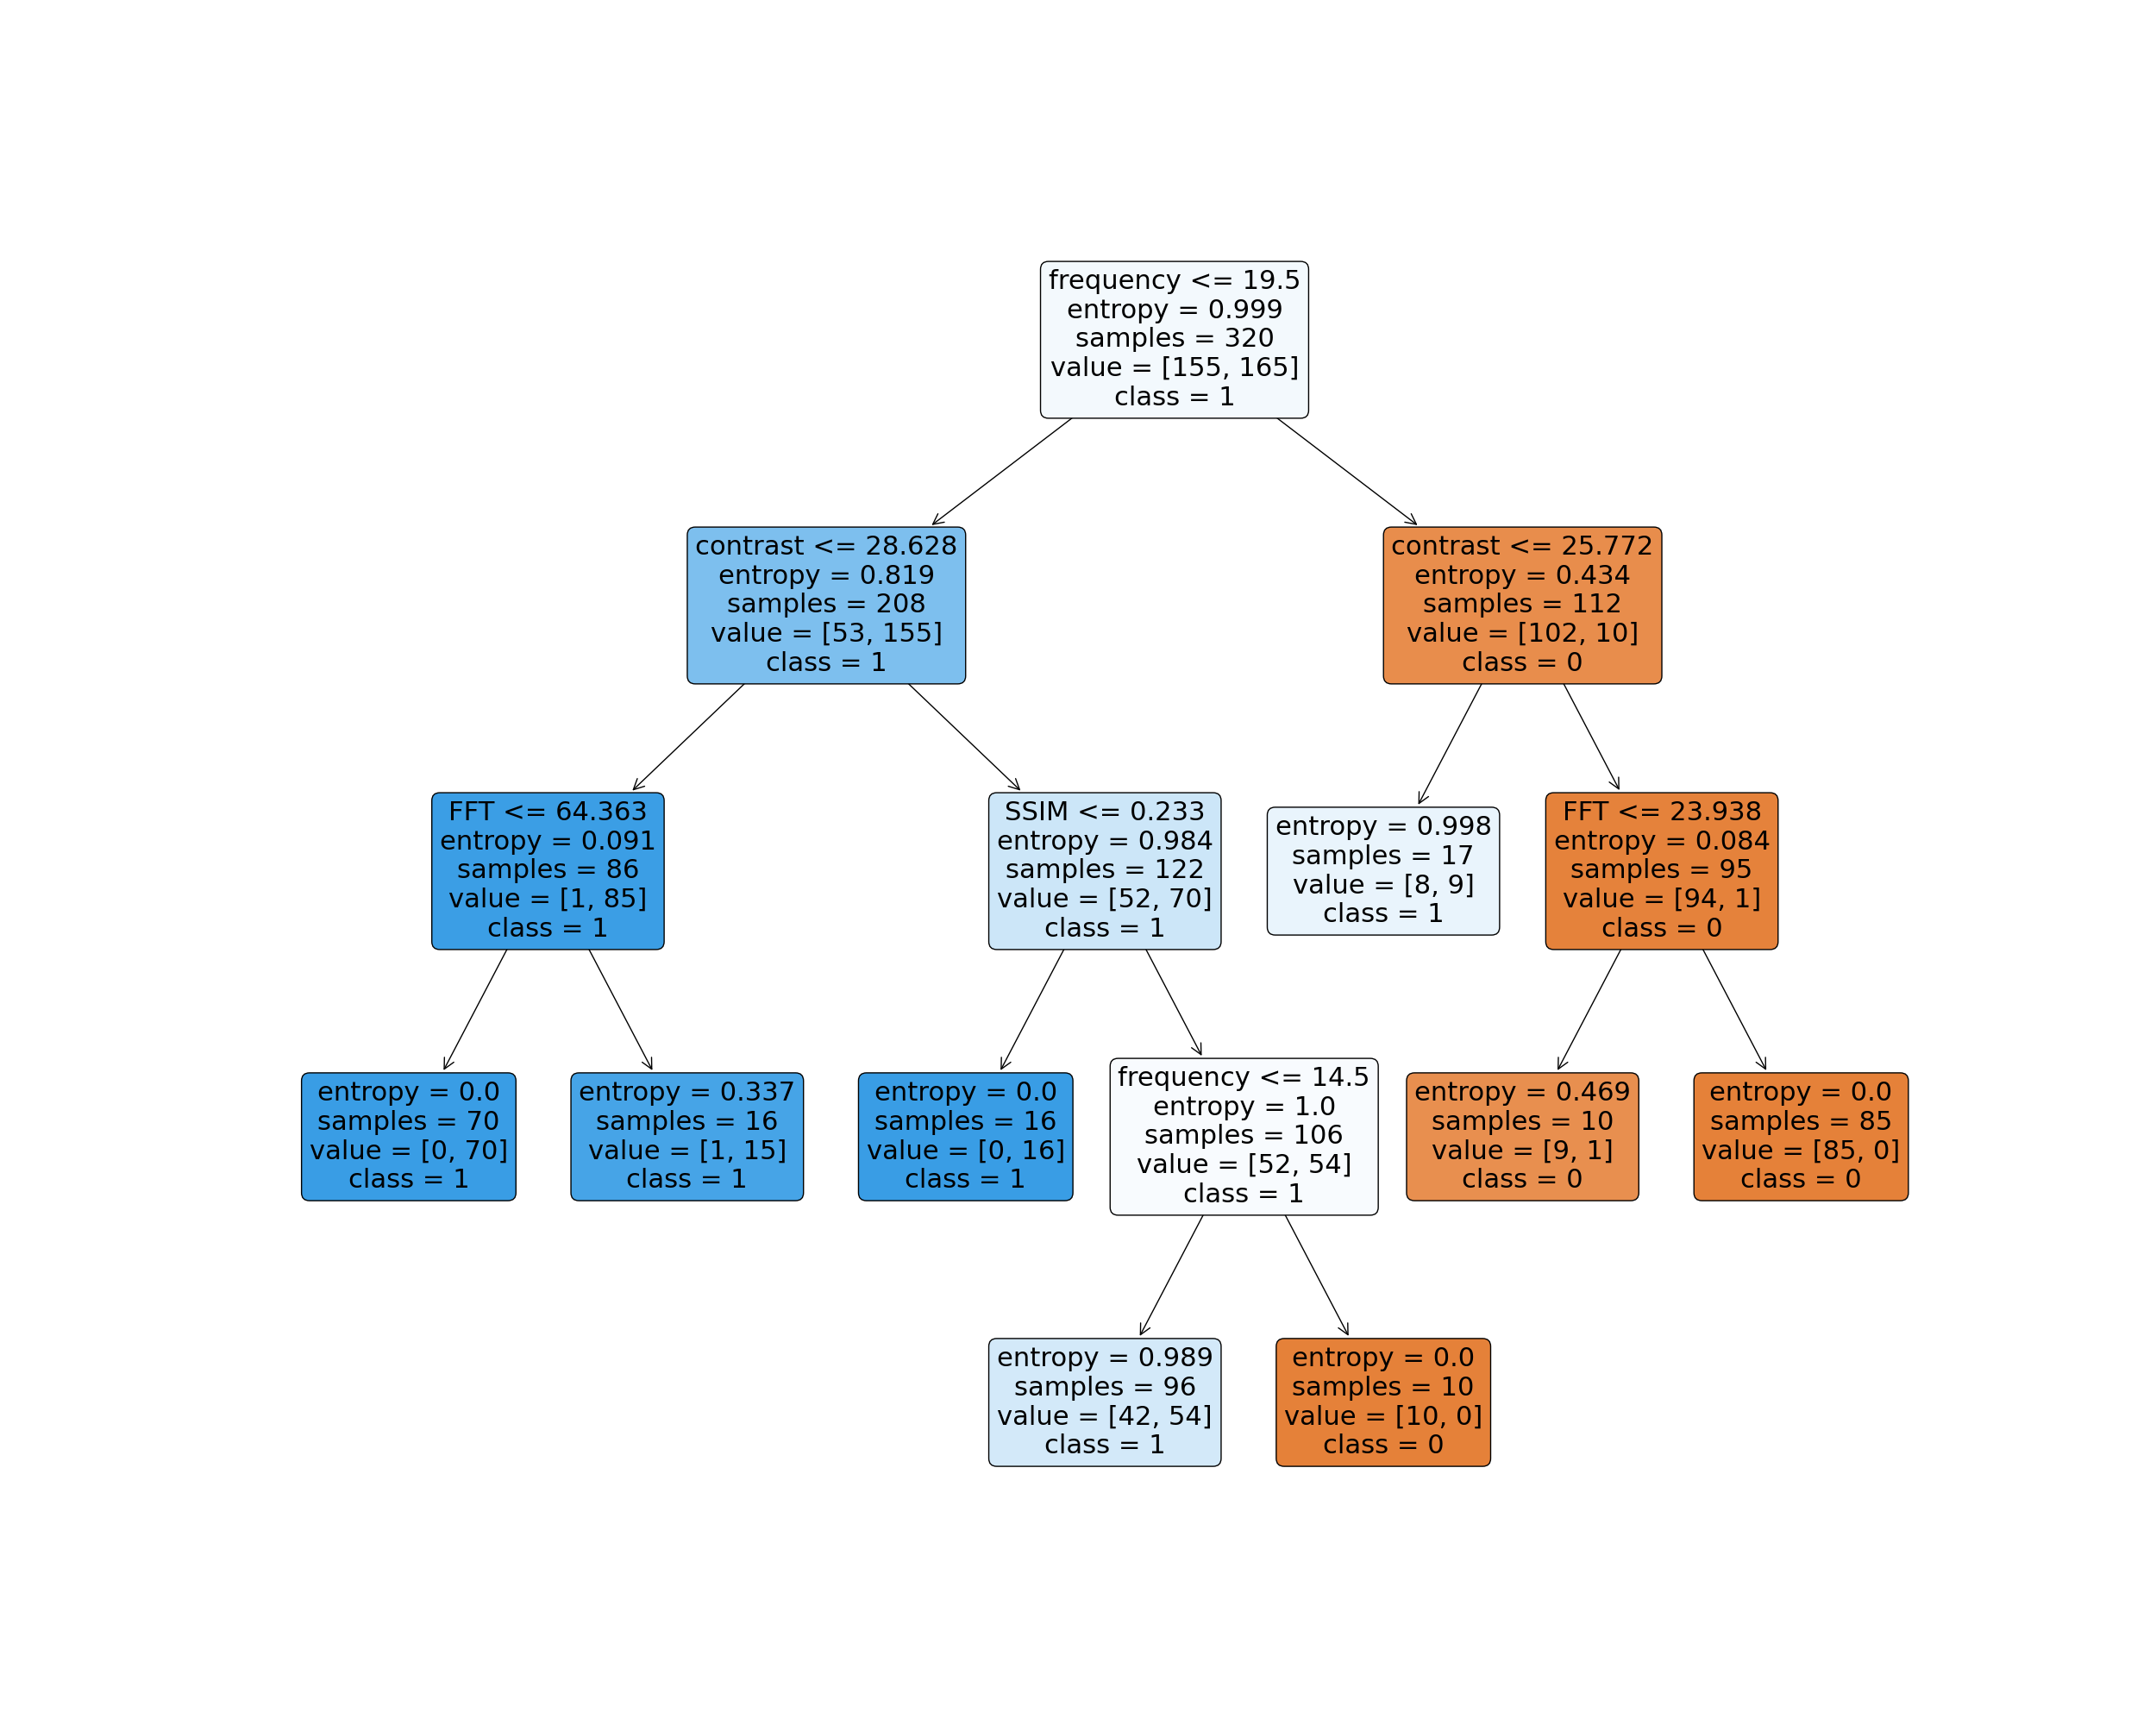 frequency <= 19.5
entropy = 0.999
samples = 320
value = [155, 165]
class = 1
contrast <= 28.628
entropy = 0.819
samples = 208
value = [53, 155]
class = 1
contrast <= 25.772
entropy = 0.434
samples = 112
value = [102, 10]
class = 0
FFT <= 64.363
entropy = 0.091
samples = 86
value = [1, 85]
class = 1
SSIM <= 0.233
entropy = 0.984
samples = 122
value = [52, 70]
class = 1
entropy = 0.998
samples = 17
value = [8, 9]
class = 1
FFT <= 23.938
entropy = 0.084
samples = 95
value = [94, 1]
class = 0
entropy = 0.0
samples = 70
value = [0, 70]
class = 1
entropy = 0.337
samples = 16
value = [1, 15]
class = 1
entropy = 0.0
samples = 16
value = [0, 16]
class = 1
frequency <= 14.5
entropy = 1.0
samples = 106
value = [52, 54]
class = 1
entropy = 0.469
samples = 10
value = [9, 1]
class = 0
entropy = 0.0
samples = 85
value = [85, 0]
class = 0
entropy = 0.989
samples = 96
value = [42, 54]
class = 1
entropy = 0.0
samples = 10
value = [10, 0]
class = 0